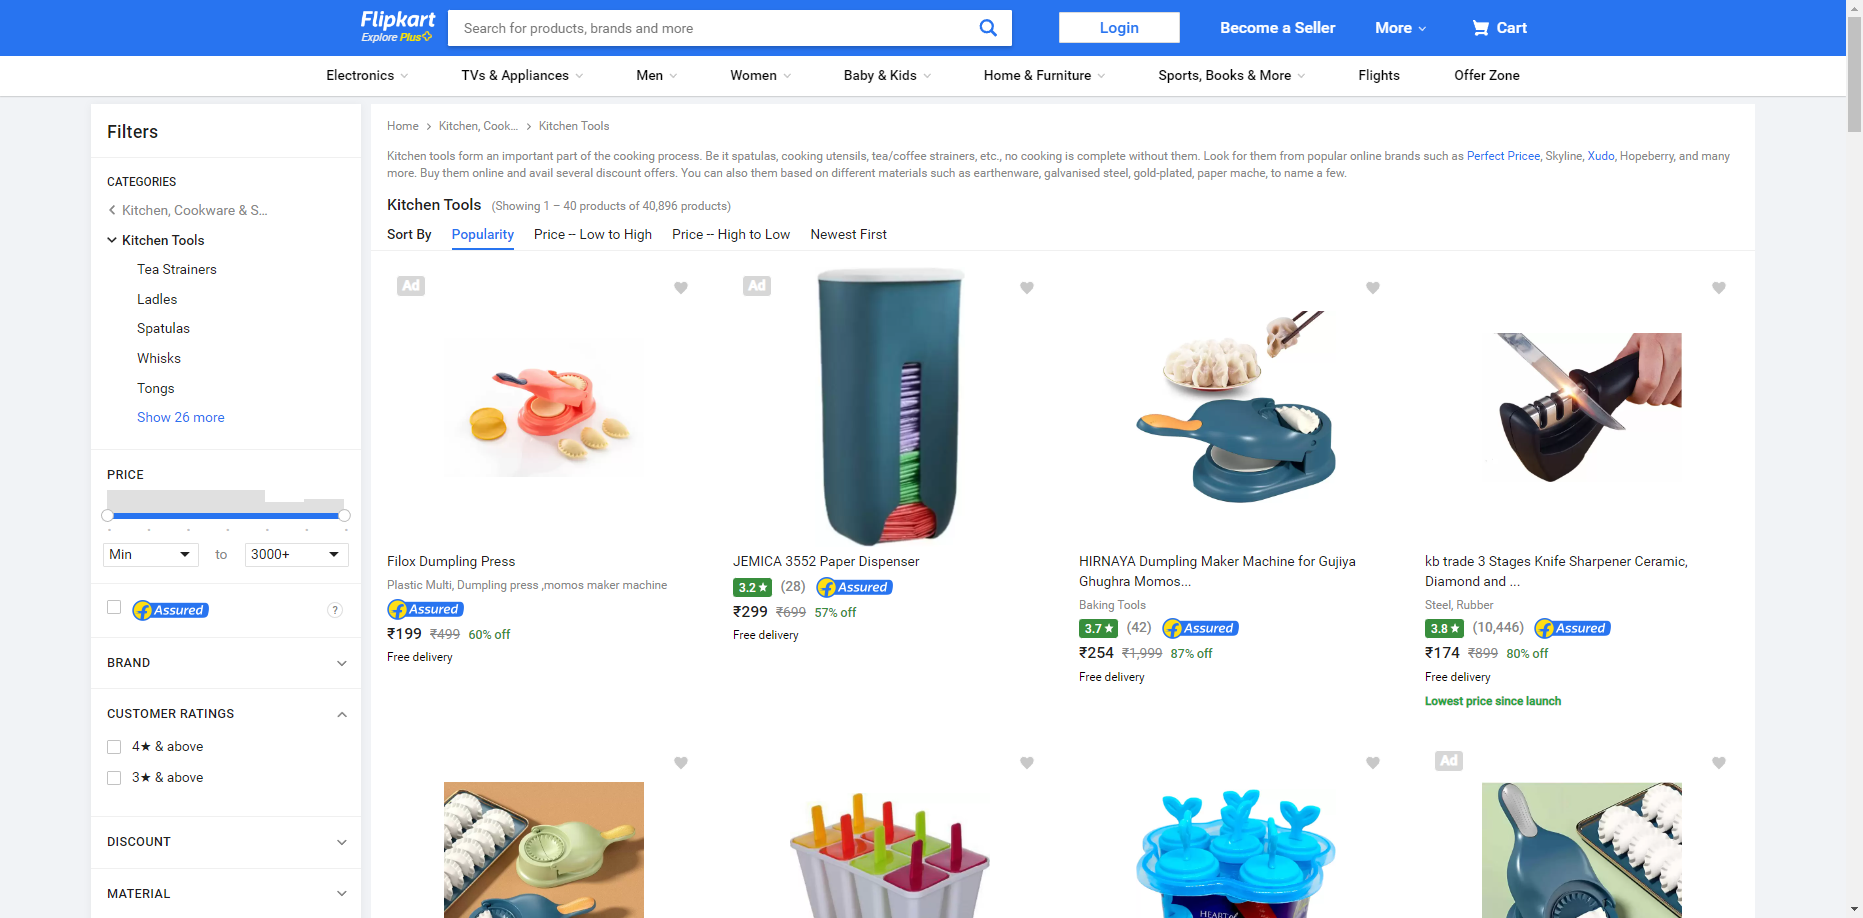 Flipkart
Explore Plus
Search for products, brands and more
Login
Become a Seller
More
Cart
Electronics
TVs & Appliances
Men
Women
Baby & Kids
Home & Furniture
Sports, Books & More
Flights
Offer Zone
Filters
CATEGORIES
Kitchen, Cookware & S...
Kitchen Tools
Tea Strainers
Ladles
Spatulas
Whisks
Tongs
Show 26 more
PRICE
Min
to
3000+
Assured
?
BRAND
CUSTOMER RATINGS
4★ & above
3★ & above
DISCOUNT
MATERIAL
Home
Kitchen, Cook...
Kitchen Tools
Kitchen tools form an important part of the cooking process. Be it spatulas, cooking utensils, tea/coffee strainers, etc., no cooking is complete without them. Look for them from popular online brands such as Perfect Pricee, Skyline, Xudo, Hopeberry, and many
more. Buy them online and avail several discount offers. You can also them based on different materials such as earthenware, galvanised steel, gold-plated, paper mache, to name a few.
Kitchen Tools (Showing 1 – 40 products of 40,896 products)
Sort By
Popularity
Price -- Low to High
Price -- High to Low
Newest First
Ad
Filox Dumpling Press
Plastic Multi, Dumpling press ,momos maker machine
Assured
₹199 ₹499 60% off
Free delivery
Ad
JEMICA 3552 Paper Dispenser
3.2★ (28) Assured
₹299 ₹699 57% off
Free delivery
HIRNAYA Dumpling Maker Machine for Gujiya
Ghughra Momos...
Baking Tools
3.7★ (42) Assured
₹254 ₹1,999 87% off
Free delivery
kb trade 3 Stages Knife Sharpener Ceramic,
Diamond and ...
Steel, Rubber
3.8★ (10,446) Assured
₹174 ₹899 80% off
Free delivery
Lowest price since launch
Ad
HEART